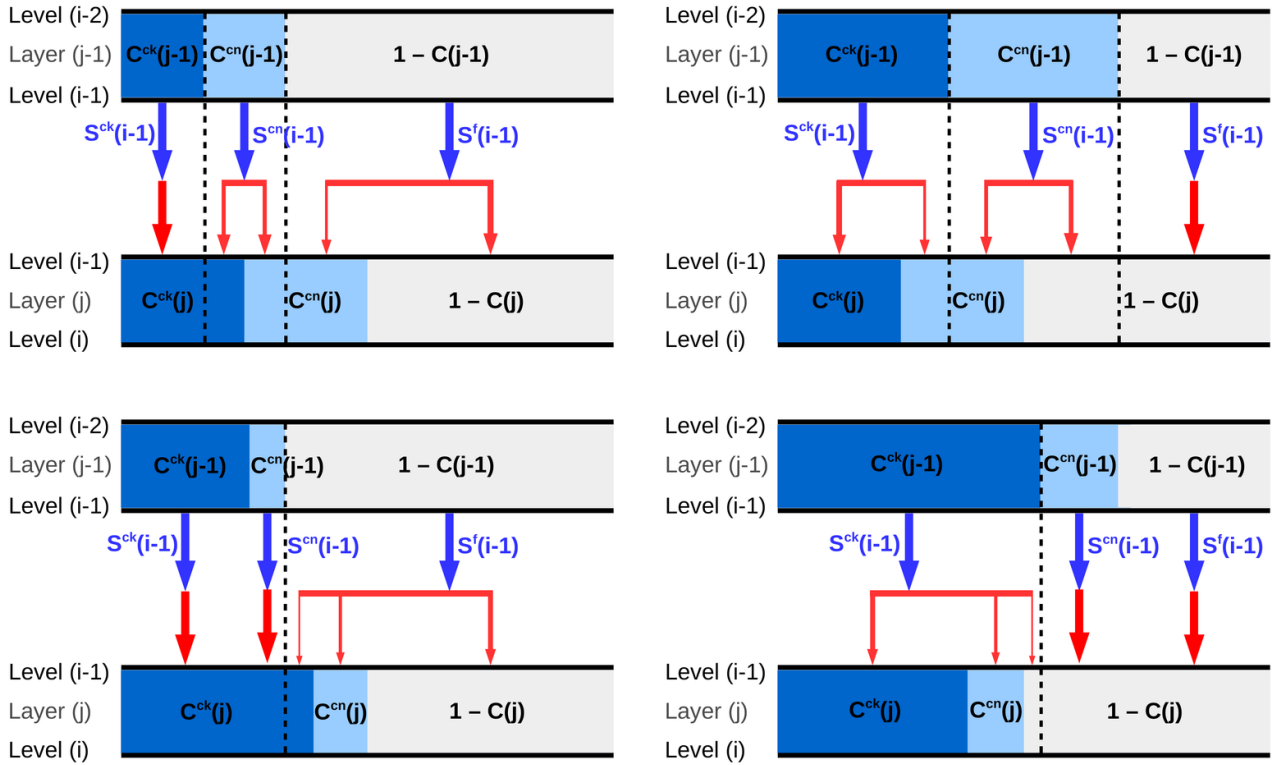 Level (i-2)
Layer (j-1) Cᶜᵏ(j-1) Cᶜⁿ(j-1) 1 – C(j-1)
Level (i-1)
Sᶜᵏ(i-1) Sᶜⁿ(i-1) Sᶠ(i-1)
Level (i-1)
Layer (j) Cᶜᵏ(j) Cᶜⁿ(j) 1 – C(j)
Level (i)
Level (i-2)
Layer (j-1) Cᶜᵏ(j-1) Cᶜⁿ(j-1) 1 – C(j-1)
Level (i-1)
Sᶜᵏ(i-1) Sᶜⁿ(i-1) Sᶠ(i-1)
Level (i-1)
Layer (j) Cᶜᵏ(j) Cᶜⁿ(j) 1 – C(j)
Level (i)
Level (i-2)
Layer (j-1) Cᶜᵏ(j-1) Cᶜⁿ(j-1) 1 – C(j-1)
Level (i-1)
Sᶜᵏ(i-1) Sᶜⁿ(i-1) Sᶠ(i-1)
Level (i-1)
Layer (j) Cᶜᵏ(j) Cᶜⁿ(j) 1 – C(j)
Level (i)
Level (i-2)
Layer (j-1) Cᶜᵏ(j-1) Cᶜⁿ(j-1) 1 – C(j-1)
Level (i-1)
Sᶜᵏ(i-1) Sᶜⁿ(i-1) Sᶠ(i-1)
Level (i-1)
Layer (j) Cᶜᵏ(j) Cᶜⁿ(j) 1 – C(j)
Level (i)